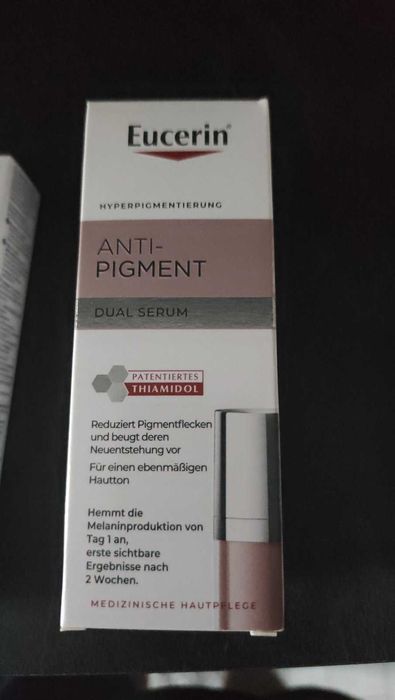 Eucerin®
HYPERPIGMENTIERUNG
ANTI-
PIGMENT
DUAL SERUM
PATENTIERTES
THIAMIDOL
Reduziert Pigmentflecken
und beugt deren
Neuentstehung vor
Für einen ebenmäßigen
Hautton
Hemmt die
Melaninproduktion von
Tag 1 an,
erste sichtbare
Ergebnisse nach
2 Wochen.
MEDIZINISCHE HAUTPFLEGE